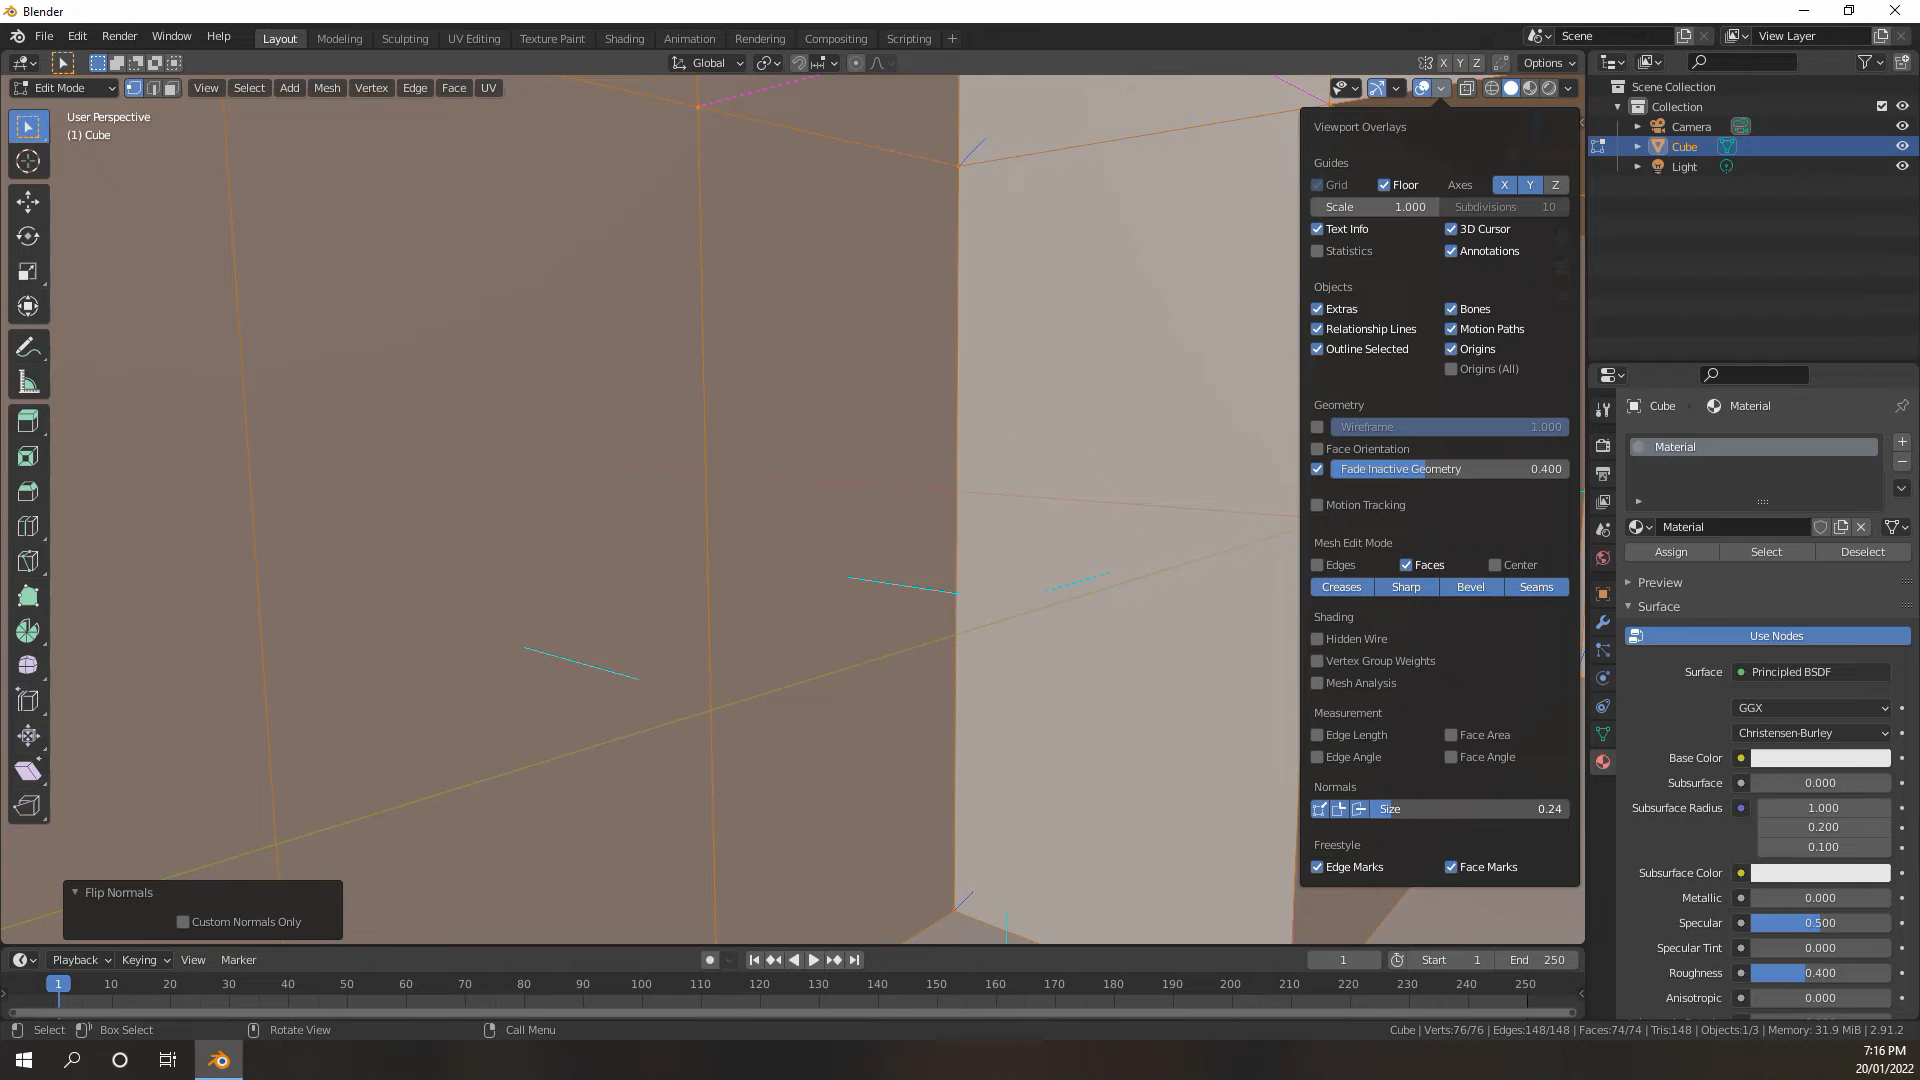 Blender
File Edit Render Window Help
Layout Modeling Sculpting UV Editing Texture Paint Shading Animation Rendering Compositing Scripting
Scene
View Layer
Global
X Y Z
Options
Edit Mode
View Select Add Mesh Vertex Edge Face UV
User Perspective
(1) Cube
Viewport Overlays
Guides
Grid Floor Axes X Y Z
Scale 1.000 Subdivisions 10
Text Info 3D Cursor
Statistics Annotations
Objects
Extras Bones
Relationship Lines Motion Paths
Outline Selected Origins
Origins (All)
Geometry
Wireframe 1.000
Face Orientation
Fade Inactive Geometry 0.400
Motion Tracking
Mesh Edit Mode
Edges Faces Center
Creases Sharp Bevel Seams
Shading
Hidden Wire
Vertex Group Weights
Mesh Analysis
Measurement
Edge Length Face Area
Edge Angle Face Angle
Normals
Size 0.24
Freestyle
Edge Marks Face Marks
Scene Collection
Collection
Camera
Cube
Light
Cube Material
Material
Material
Assign Select Deselect
Preview
Surface
Use Nodes
Surface Principled BSDF
GGX
Christensen-Burley
Base Color
Subsurface 0.000
Subsurface Radius 1.000
0.200
0.100
Subsurface Color
Metallic 0.000
Specular 0.500
Specular Tint 0.000
Roughness 0.400
Anisotropic 0.000
Flip Normals
Custom Normals Only
Playback Keying View Marker
1 Start 1 End 250
1 10 20 30 40 50 60 70 80 90 100 110 120 130 140 150 160 170 180 190 200 210 220 230 240 250
Select Box Select Rotate View Call Menu
Cube | Verts:76/76 | Edges:148/148 | Faces:74/74 | Tris:148 | Objects:1/3 | Memory: 31.9 MiB | 2.91.2
7:16 PM
20/01/2022